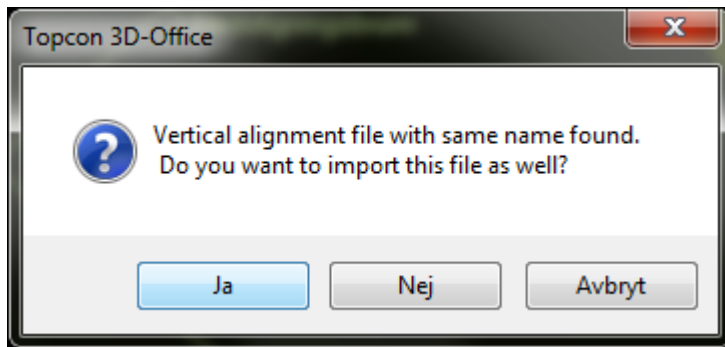 Topcon 3D-Office
Vertical alignment file with same name found.
Do you want to import this file as well?
Ja
Nej
Avbryt